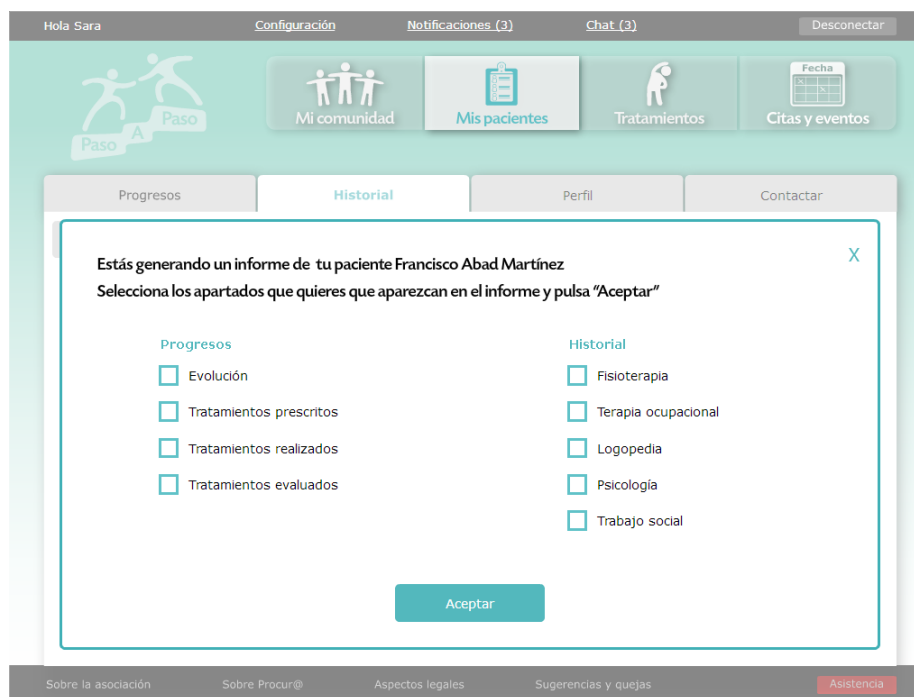 Hola Sara Configuración Notificaciones (3) Chat (3) Desconectar
Paso A Paso
Mi comunidad Mis pacientes Tratamientos Fecha Citas y eventos
Progresos Historial Perfil Contactar
X
Estás generando un informe de tu paciente Francisco Abad Martínez
Selecciona los apartados que quieres que aparezcan en el informe y pulsa “Aceptar”
Progresos Historial
Evolución Fisioterapia
Tratamientos prescritos Terapia ocupacional
Tratamientos realizados Logopedia
Tratamientos evaluados Psicología
Trabajo social
Aceptar
Sobre la asociación Sobre Procur@ Aspectos legales Sugerencias y quejas Asistencia